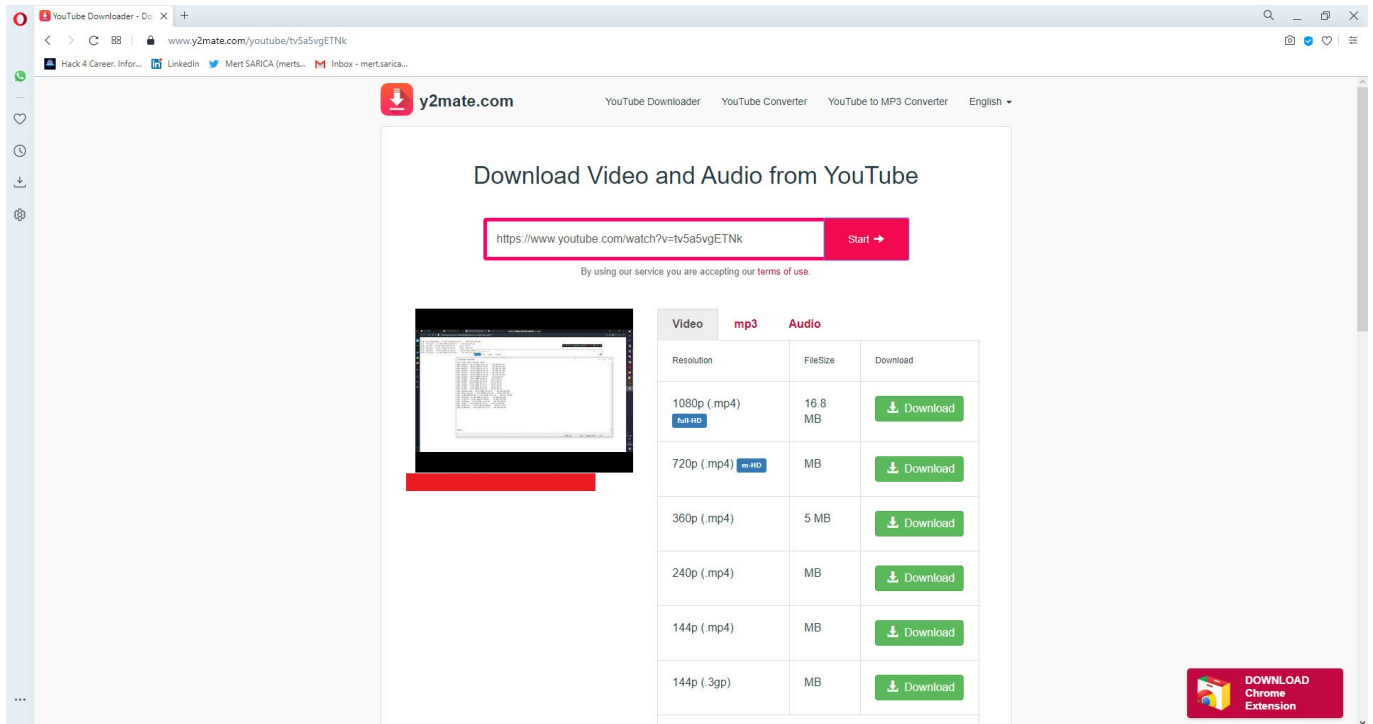 YouTube Downloader - Do
www.y2mate.com/youtube/tv5a5vgETNk
Hack 4 Career. Infor... LinkedIn Mert SARICA (merts... Inbox - mert.sarica...
y2mate.com YouTube Downloader YouTube Converter YouTube to MP3 Converter English
Download Video and Audio from YouTube
https://www.youtube.com/watch?v=tv5a5vgETNk Start
By using our service you are accepting our terms of use.
Video mp3 Audio
Resolution FileSize Download
1080p (.mp4) full-HD 16.8 MB Download
720p (.mp4) m-HD MB Download
360p (.mp4) 5 MB Download
240p (.mp4) MB Download
144p (.mp4) MB Download
144p (.3gp) MB Download
DOWNLOAD
Chrome
Extension